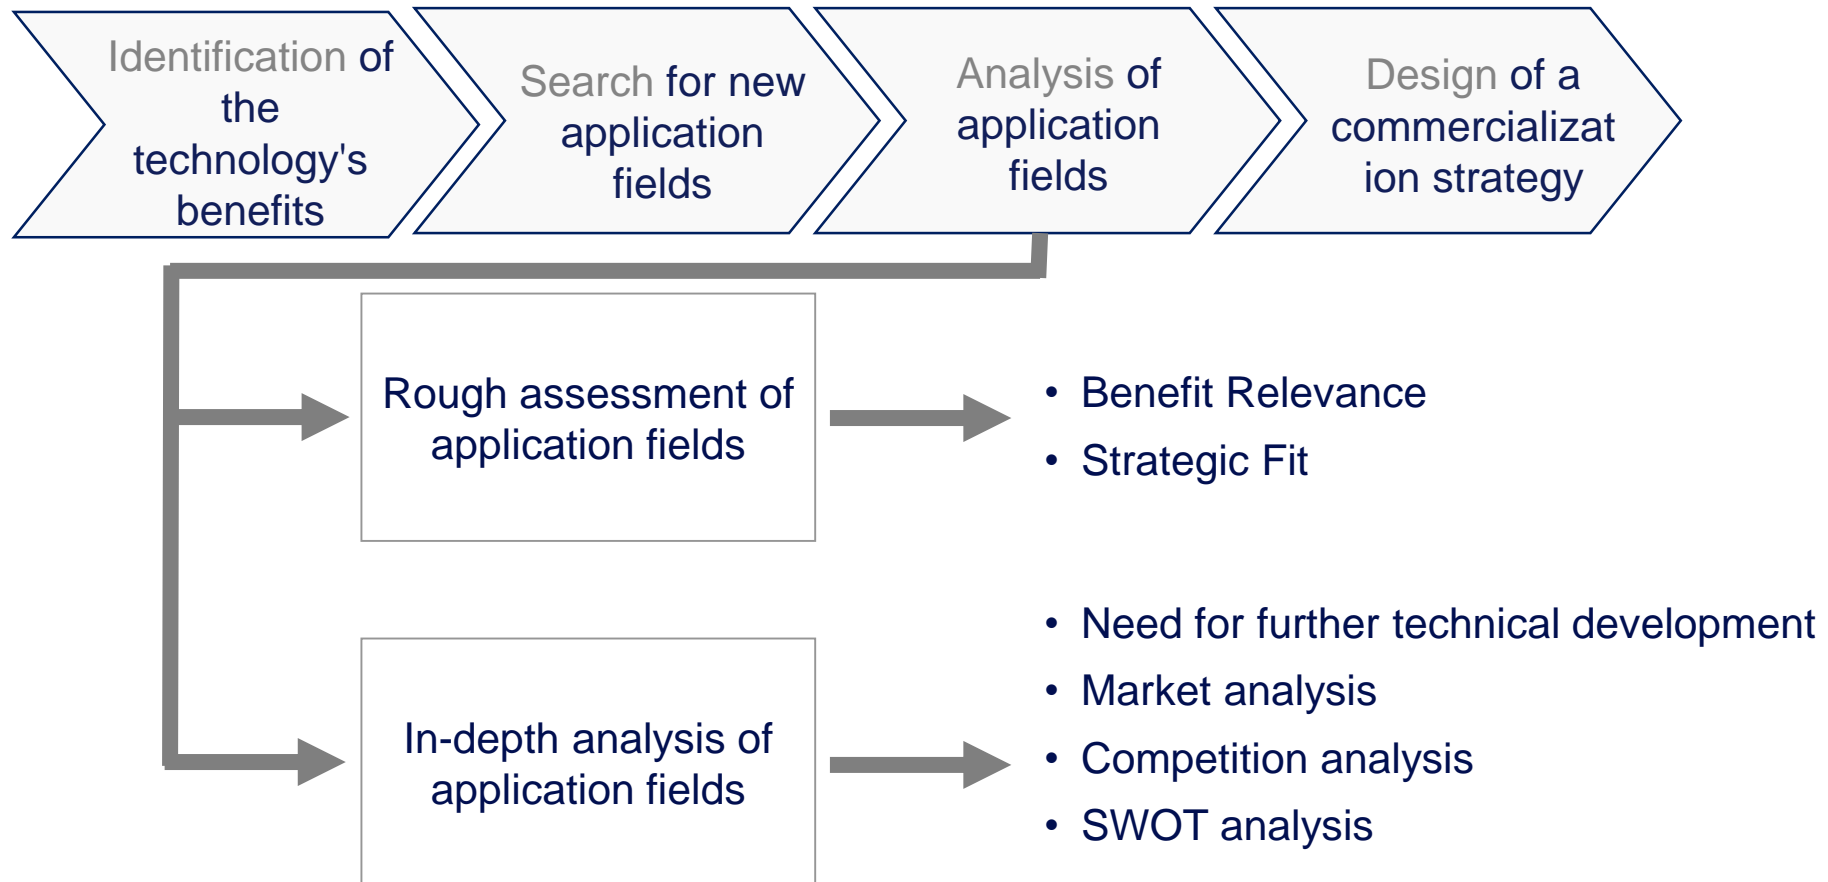 Identification of
the
technology's
benefits
Search for new
application
fields
Analysis of
application
fields
Design of a
commercializat
ion strategy
Rough assessment of
application fields
• Benefit Relevance
• Strategic Fit
In-depth analysis of
application fields
• Need for further technical development
• Market analysis
• Competition analysis
• SWOT analysis